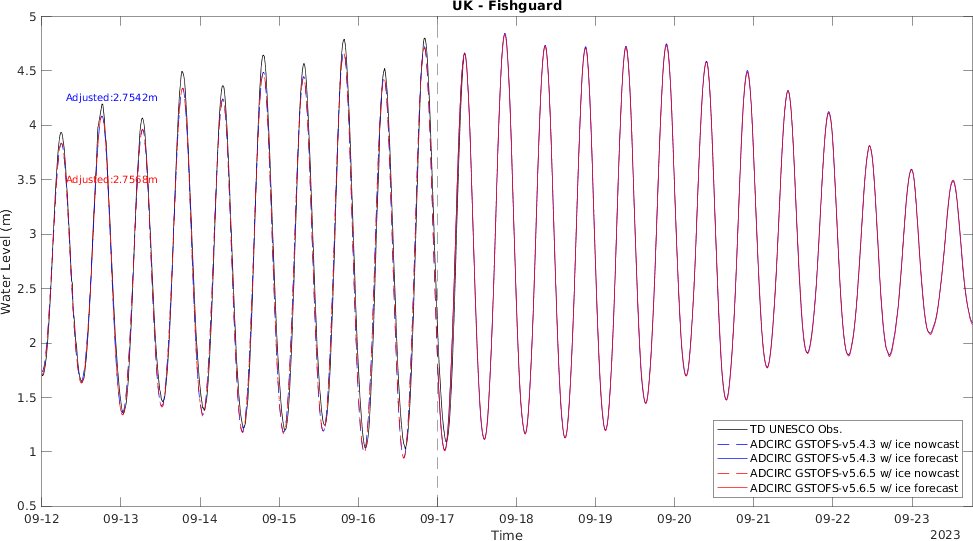 UK - Fishguard
5
4.5
4
3.5
3
2.5
2
1.5
1
0.5
Water Level (m)
Adjusted:2.7542m
Adjusted:2.7568m
TD UNESCO Obs.
ADCIRC GSTOFS-v5.4.3 w/ ice nowcast
ADCIRC GSTOFS-v5.4.3 w/ ice forecast
ADCIRC GSTOFS-v5.6.5 w/ ice nowcast
ADCIRC GSTOFS-v5.6.5 w/ ice forecast
09-12 09-13 09-14 09-15 09-16 09-17 09-18 09-19 09-20 09-21 09-22 09-23
Time
2023